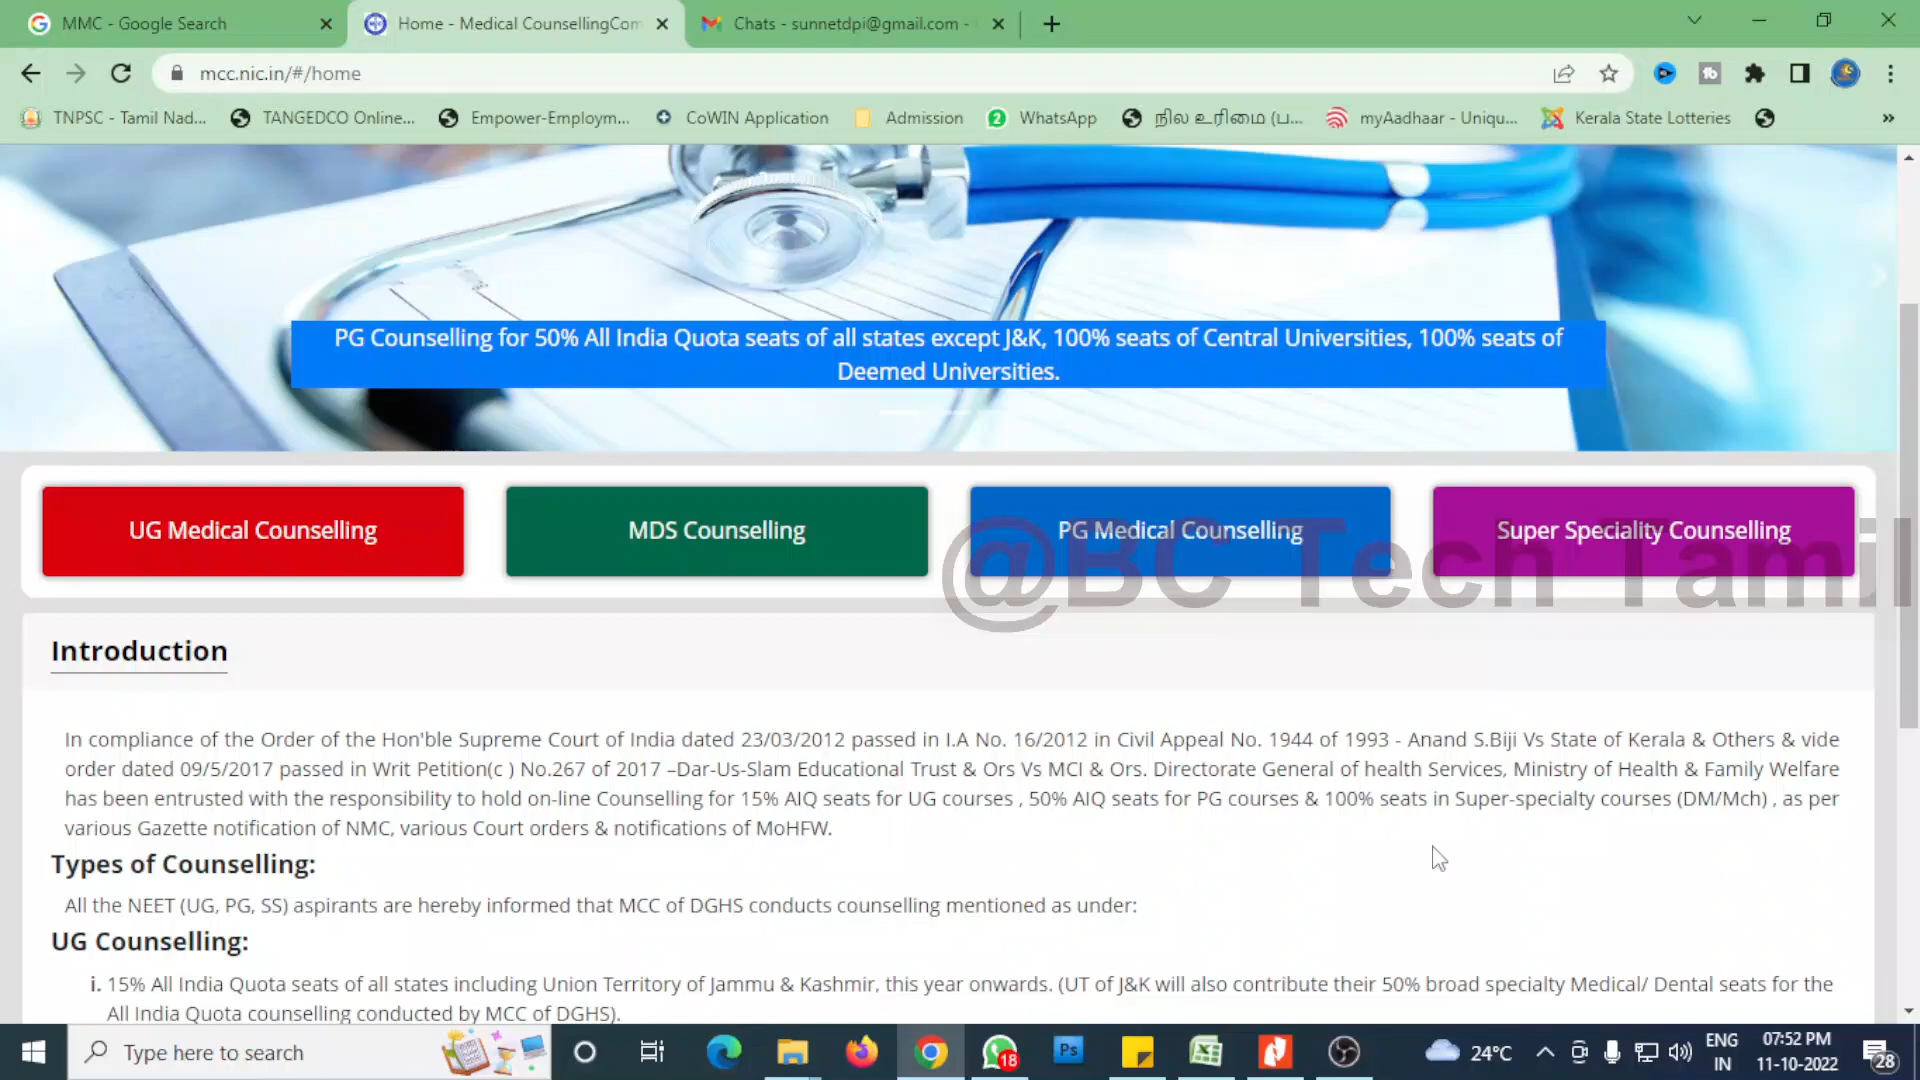 MMC - Google Search
Home - Medical CounsellingCom
Chats - sunnetdpi@gmail.com -
mcc.nic.in/#/home
TNPSC - Tamil Nad...
TANGEDCO Online...
Empower-Employm...
CoWIN Application
Admission
2
WhatsApp
நில உரிமை (ப...
myAadhaar - Uniqu...
Kerala State Lotteries
»
PG Counselling for 50% All India Quota seats of all states except J&K, 100% seats of Central Universities, 100% seats of
Deemed Universities.
UG Medical Counselling
MDS Counselling
PG Medical Counselling
Super Speciality Counselling
@BC Tech Tamil
Introduction
In compliance of the Order of the Hon'ble Supreme Court of India dated 23/03/2012 passed in I.A No. 16/2012 in Civil Appeal No. 1944 of 1993 - Anand S.Biji Vs State of Kerala & Others & vide
order dated 09/5/2017 passed in Writ Petition(c ) No.267 of 2017 –Dar-Us-Slam Educational Trust & Ors Vs MCI & Ors. Directorate General of health Services, Ministry of Health & Family Welfare
has been entrusted with the responsibility to hold on-line Counselling for 15% AIQ seats for UG courses , 50% AIQ seats for PG courses & 100% seats in Super-specialty courses (DM/Mch) , as per
various Gazette notification of NMC, various Court orders & notifications of MoHFW.
Types of Counselling:
All the NEET (UG, PG, SS) aspirants are hereby informed that MCC of DGHS conducts counselling mentioned as under:
UG Counselling:
i. 15% All India Quota seats of all states including Union Territory of Jammu & Kashmir, this year onwards. (UT of J&K will also contribute their 50% broad specialty Medical/ Dental seats for the
All India Quota counselling conducted by MCC of DGHS).
Type here to search
18
Ps
24°C
ENG
IN
07:52 PM
11-10-2022
28